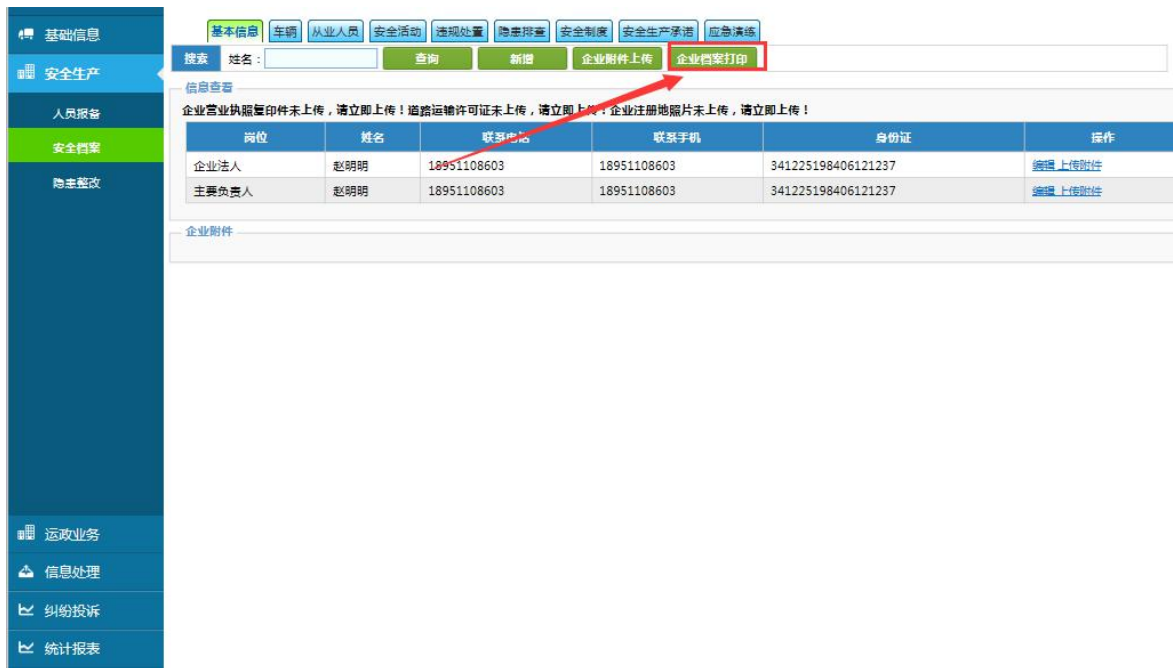 基础信息
安全生产
人员报备
安全档案
隐患整改
运政业务
信息处理
纠纷投诉
统计报表
基本信息 车辆 从业人员 安全活动 违规处置 隐患排查 安全制度 安全生产承诺 应急演练
搜索 姓名: 查询 新增 企业附件上传 企业档案打印
信息查看
企业营业执照复印件未上传，请立即上传！道路运输许可证未上传，请立即上传！企业注册地照片未上传，请立即上传！
岗位 姓名 联系电话 联系手机 身份证 操作
企业法人 赵明明 18951108603 18951108603 341225198406121237 编辑 上传附件
主要负责人 赵明明 18951108603 18951108603 341225198406121237 编辑 上传附件
企业附件